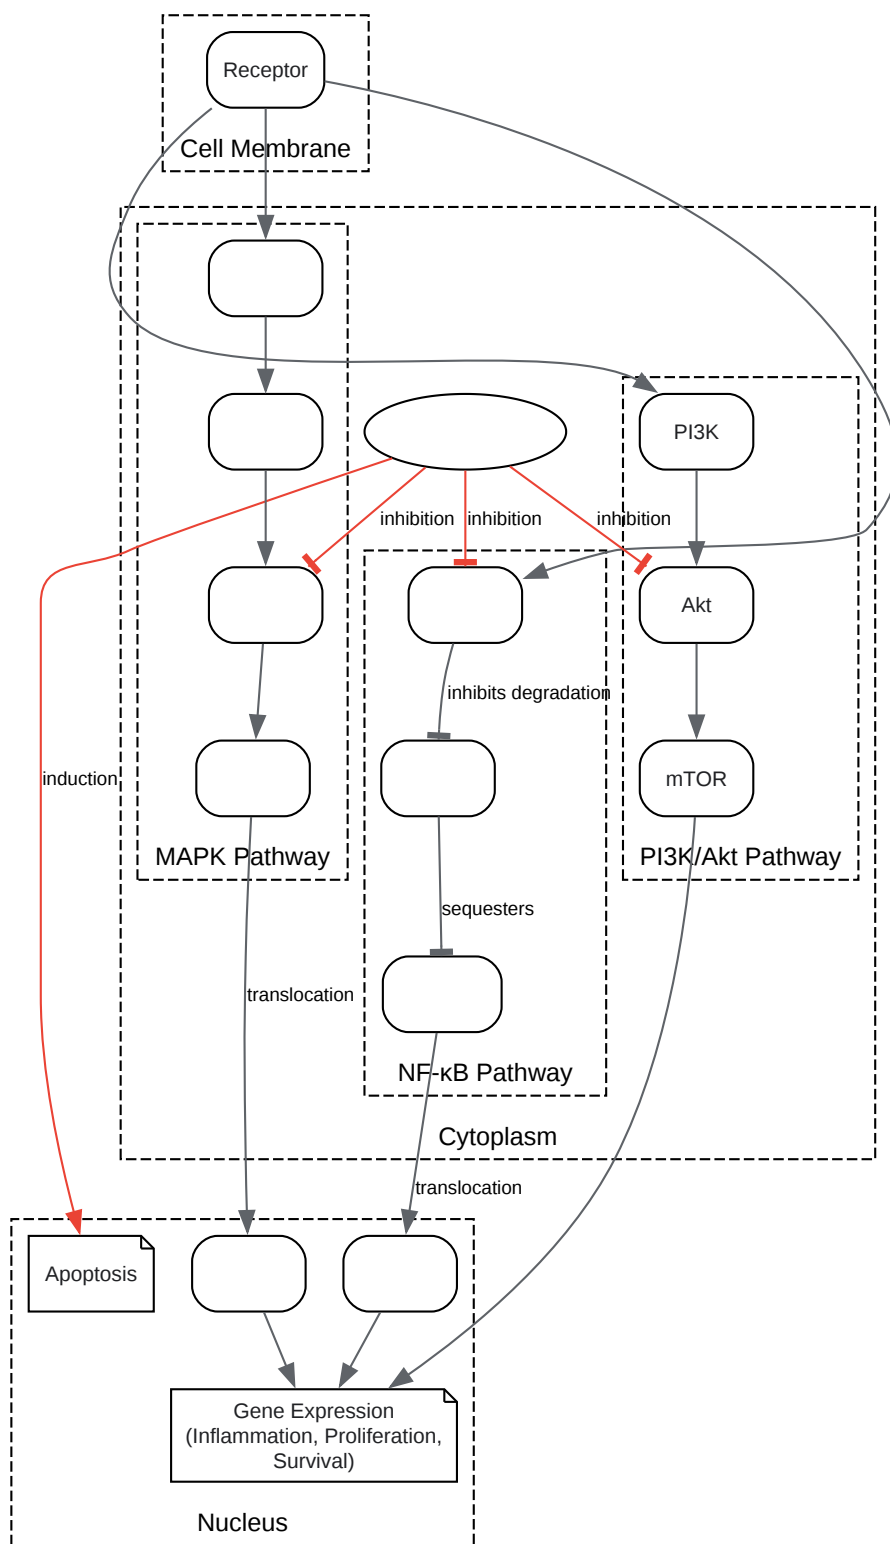 Receptor
Cell Membrane
PI3K
inhibition
inhibition
inhibition
Akt
inhibits degradation
induction
mTOR
MAPK Pathway
PI3K/Akt Pathway
sequesters
translocation
NF-κB Pathway
Cytoplasm
translocation
Apoptosis
Gene Expression
(Inflammation, Proliferation,
Survival)
Nucleus